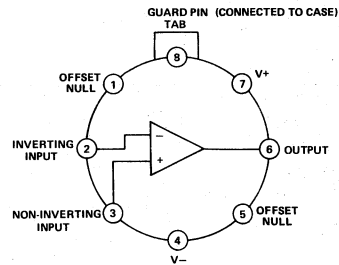 GUARD PIN (CONNECTED TO CASE)
TAB
8
OFFSET
NULL
1
7
V+
INVERTING
INPUT
2
−
+
6
OUTPUT
NON-INVERTING
INPUT
3
5
OFFSET
NULL
4
V−